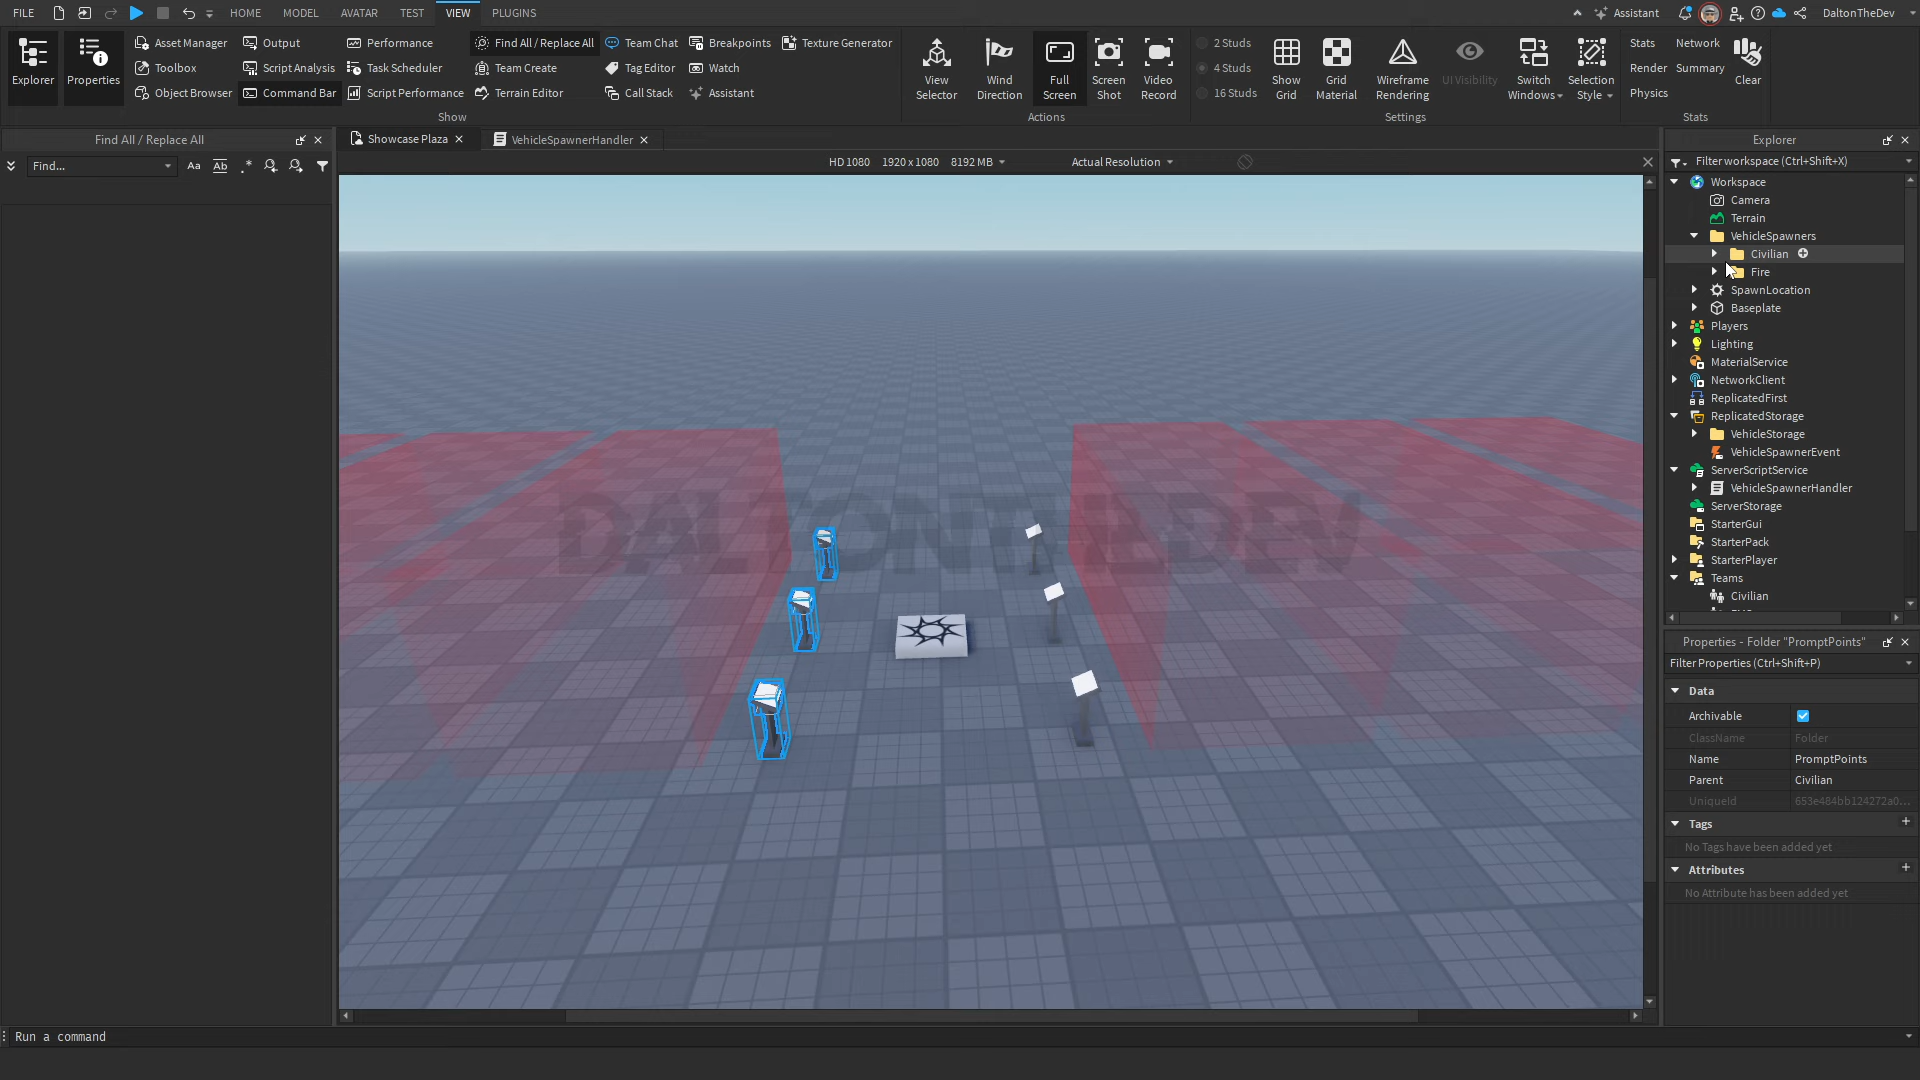 FILE
HOME
MODEL
AVATAR
TEST
VIEW
PLUGINS
Assistant
DaltonTheDev
Explorer
Properties
Asset Manager
Toolbox
Object Browser
Output
Script Analysis
Command Bar
Performance
Task Scheduler
Script Performance
Find All / Replace All
Team Create
Terrain Editor
Team Chat
Tag Editor
Call Stack
Breakpoints
Watch
Assistant
Texture Generator
Show
View
Selector
Wind
Direction
Full
Screen
Screen
Shot
Video
Record
Actions
2 Studs
4 Studs
16 Studs
Show
Grid
Grid
Material
Wireframe
Rendering
UI Visibility
Switch
Windows
Selection
Style
Settings
Stats
Render
Physics
Network
Summary
Clear
Stats
Find All / Replace All
Find...
Aa
Ab
.*
Showcase Plaza
VehicleSpawnerHandler
HD 1080 1920 x 1080 8192 MB
Actual Resolution
DALTONTHEDEV
Explorer
Filter workspace (Ctrl+Shift+X)
Workspace
Camera
Terrain
VehicleSpawners
Civilian
Fire
SpawnLocation
Baseplate
Players
Lighting
MaterialService
NetworkClient
ReplicatedFirst
ReplicatedStorage
VehicleStorage
VehicleSpawnerEvent
ServerScriptService
VehicleSpawnerHandler
ServerStorage
StarterGui
StarterPack
StarterPlayer
Teams
Civilian
Properties - Folder "PromptPoints"
Filter Properties (Ctrl+Shift+P)
Data
Archivable
ClassName Folder
Name PromptPoints
Parent Civilian
UniqueId 653e484bb124272a0...
Tags
No Tags have been added yet
Attributes
No Attribute has been added yet
Run a command